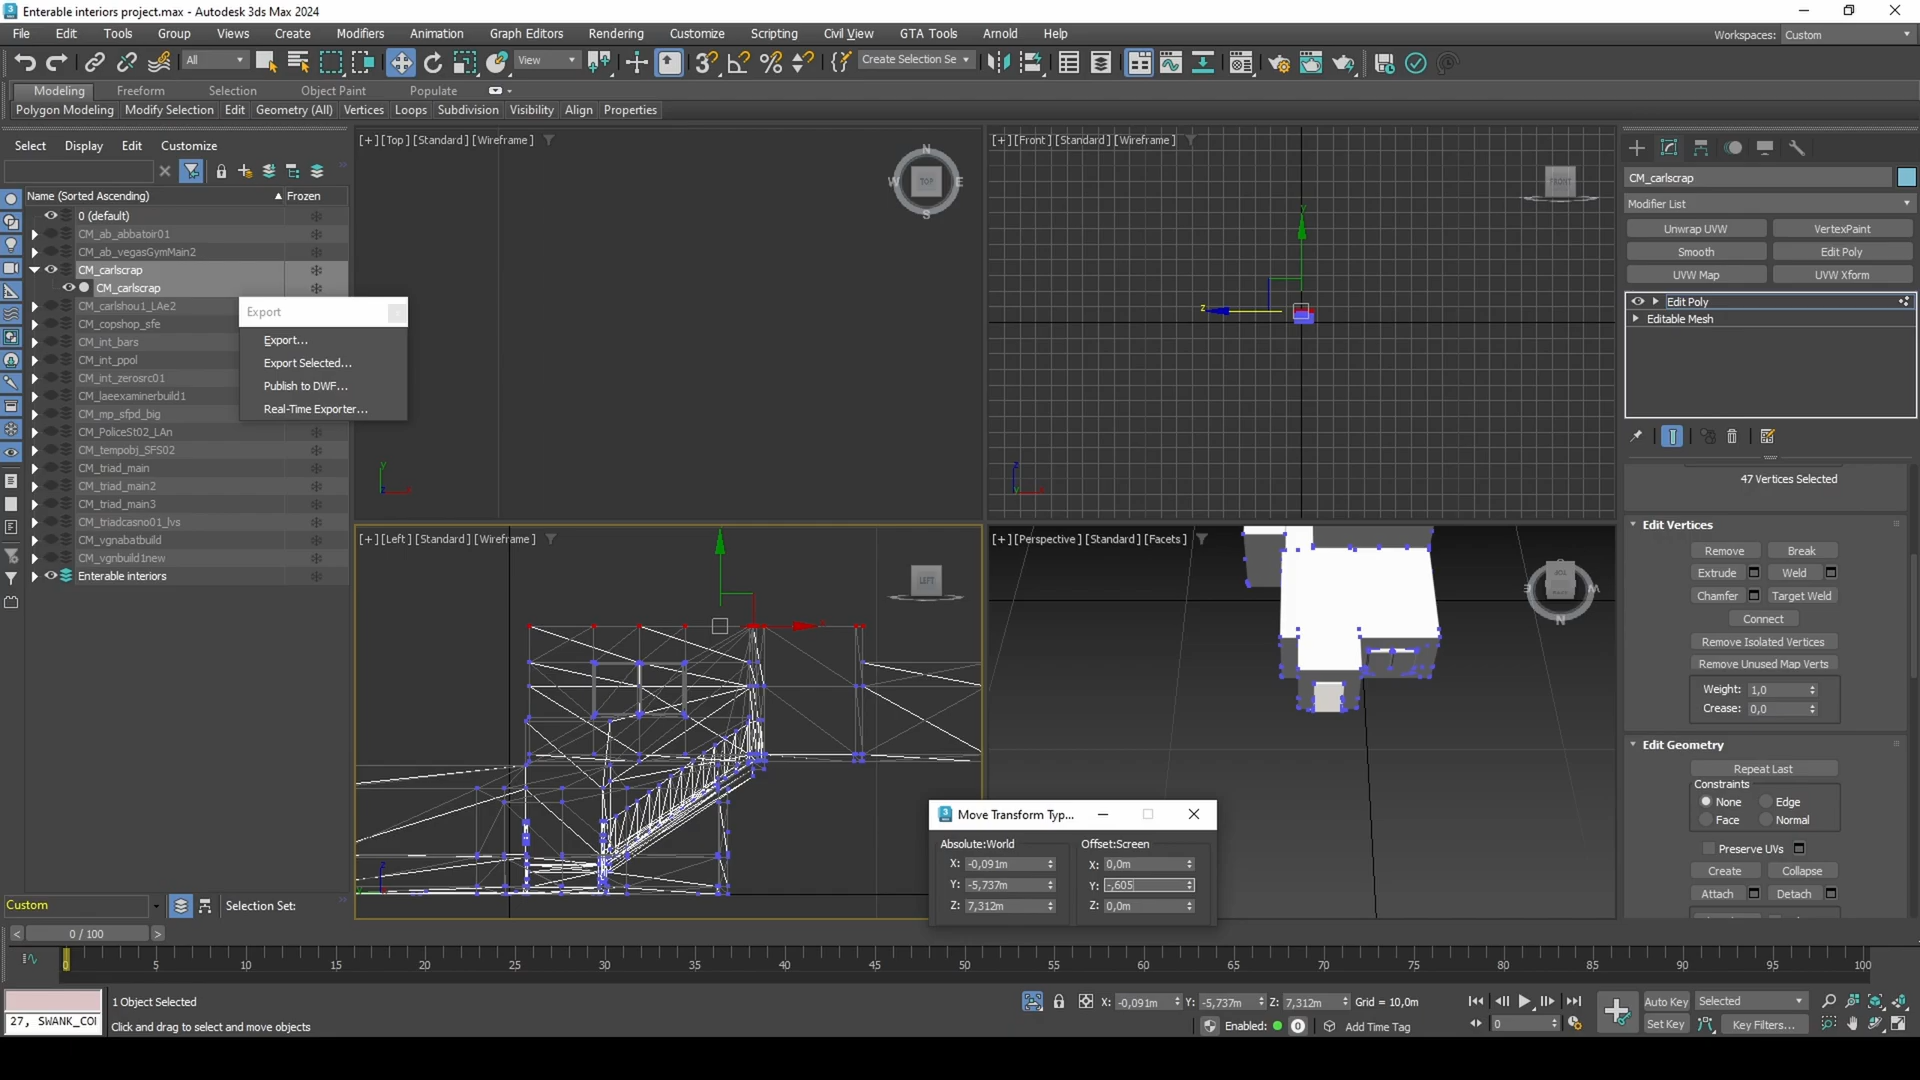 Enterable interiors project.max - Autodesk 3ds Max 2024
File Edit Tools Group Views Create Modifiers Animation Graph Editors Rendering Customize Scripting Civil View GTA Tools Arnold Help
Workspaces: Custom
All View Create Selection Se
Modeling Freeform Selection Object Paint Populate
Polygon Modeling Modify Selection Edit Geometry (All) Vertices Loops Subdivision Visibility Align Properties
Select Display Edit Customize
Name (Sorted Ascending) ▲ Frozen
0 (default)
CM_ab_abbatoir01
CM_ab_vegasGymMain2
CM_carlscrap
CM_carlscrap
CM_carlshou1_LAe2
CM_copshop_sfe
CM_int_bars
CM_int_ppol
CM_int_zerosrc01
CM_laeexaminerbuild1
CM_mp_sfpd_big
CM_PoliceSt02_LAn
CM_tempobj_SFS02
CM_triad_main
CM_triad_main2
CM_triad_main3
CM_triadcasno01_lvs
CM_vgnabatbuild
CM_vgnbuild1new
Enterable interiors
Export
Export...
Export Selected...
Publish to DWF...
Real-Time Exporter...
[+] [Top] [Standard] [Wireframe]
N
W TOP E
S
y
z
[+] [Front] [Standard] [Wireframe]
FRONT
y
z
z
y
[+] [Left] [Standard] [Wireframe]
LEFT
z
[+] [Perspective] [Standard] [Facets]
N
W
CM_carlscrap
Modifier List
Unwrap UVW VertexPaint
Smooth Edit Poly
UVW Map UVW Xform
Edit Poly
Editable Mesh
47 Vertices Selected
Edit Vertices
Remove Break
Extrude Weld
Chamfer Target Weld
Connect
Remove Isolated Vertices
Remove Unused Map Verts
Weight: 1,0
Crease: 0,0
Edit Geometry
Repeat Last
Constraints
None Edge
Face Normal
Preserve UVs
Create Collapse
Attach Detach
Move Transform Typ...
Absolute:World Offset:Screen
X: -0,091m X: 0,0m
Y: -5,737m Y: -,605
Z: 7,312m Z: 0,0m
Custom Selection Set:
< 0 / 100 >
0 5 10 15 20 25 30 35 40 45 50 55 60 65 70 75 80 85 90 95 100
1 Object Selected
27, SWANK_CO
Click and drag to select and move objects
X: -0,091m Y: -5,737m Z: 7,312m Grid = 10,0m
Enabled: 0 Add Time Tag
0
Auto Key Selected
Set Key Key Filters...